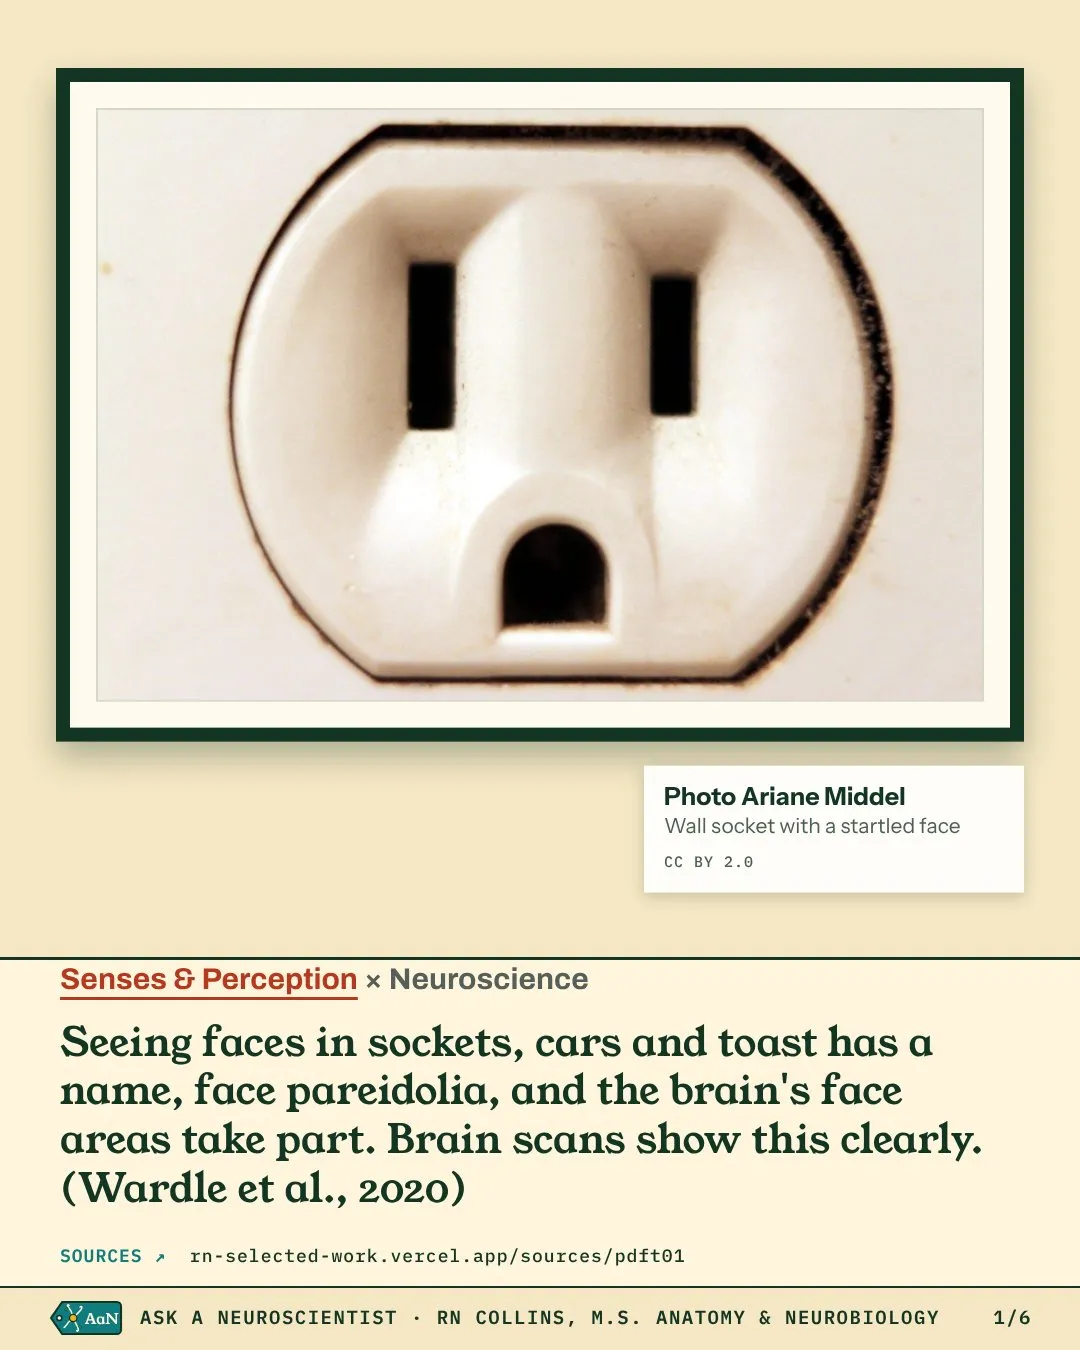 Photo Ariane Middel
Wall socket with a startled face
CC BY 2.0
Senses & Perception × Neuroscience
Seeing faces in sockets, cars and toast has a
name, face pareidolia, and the brain's face
areas take part. Brain scans show this clearly.
(Wardle et al., 2020)
SOURCES ↗ rn-selected-work.vercel.app/sources/pdft01
AaN ASK A NEUROSCIENTIST · RN COLLINS, M.S. ANATOMY & NEUROBIOLOGY 1/6